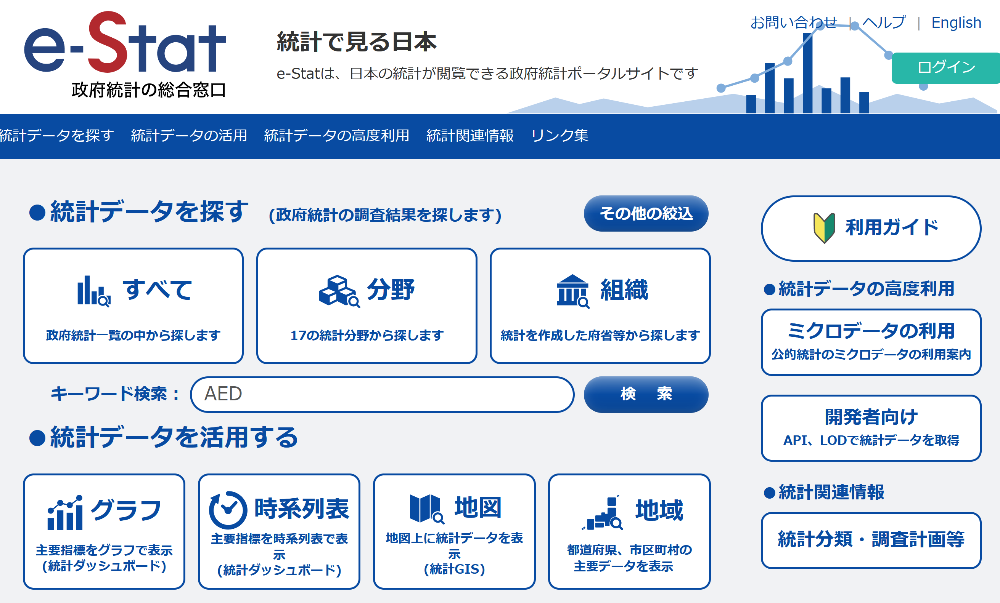 e-Stat
政府統計の総合窓口
統計で見る日本
e-Statは、日本の統計が閲覧できる政府統計ポータルサイトです
お問い合わせ | ヘルプ | English
ログイン
統計データを探す 統計データの活用 統計データの高度利用 統計関連情報 リンク集
●統計データを探す (政府統計の調査結果を探します)
その他の絞込
すべて
政府統計一覧の中から探します
分野
17の統計分野から探します
組織
統計を作成した府省等から探します
キーワード検索： AED
検 索
●統計データを活用する
グラフ
主要指標をグラフで表示
(統計ダッシュボード)
時系列表
主要指標を時系列表で表
示
(統計ダッシュボード)
地図
地図上に統計データを表
示
(統計GIS)
地域
都道府県、市区町村の
主要データを表示
利用ガイド
●統計データの高度利用
ミクロデータの利用
公的統計のミクロデータの利用案内
開発者向け
API、LODで統計データを取得
●統計関連情報
統計分類・調査計画等